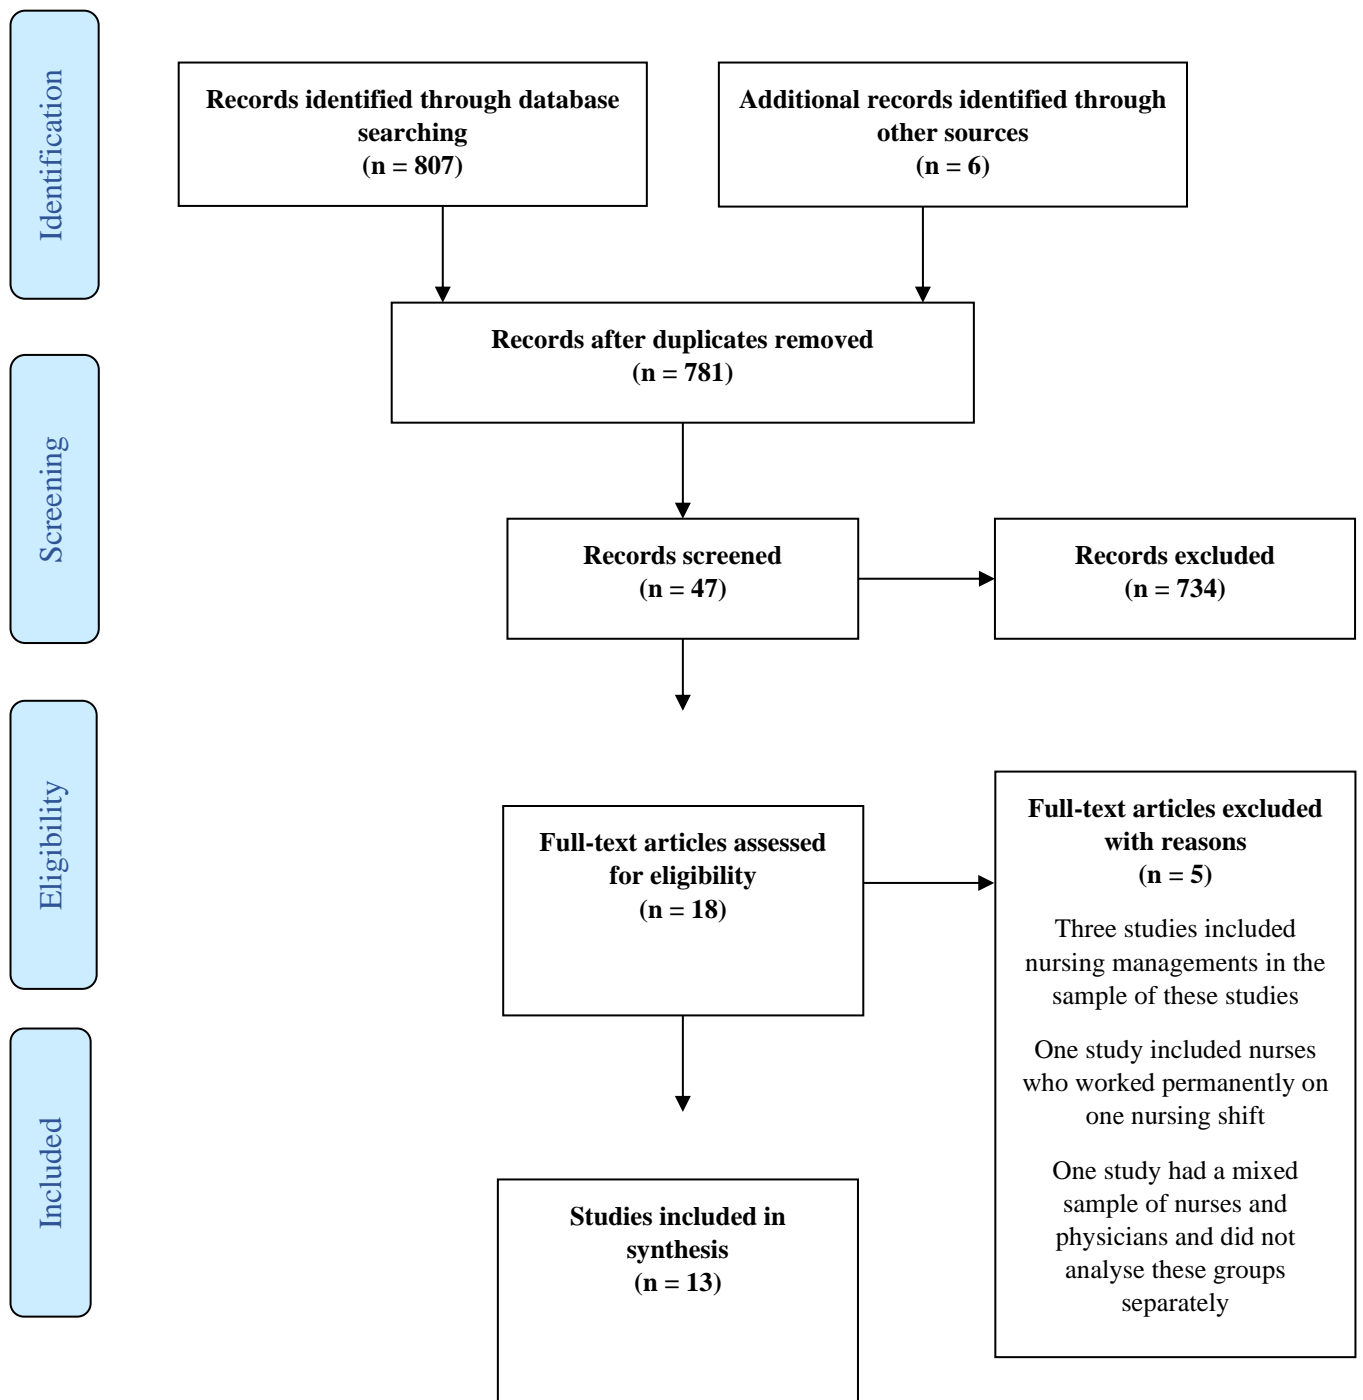 Identification
Records identified through database
searching
(n = 807)
Additional records identified through
other sources
(n = 6)
Records after duplicates removed
(n = 781)
Screening
Records screened
(n = 47)
Records excluded
(n = 734)
Eligibility
Full-text articles assessed
for eligibility
(n = 18)
Full-text articles excluded
with reasons
(n = 5)
Three studies included
nursing managements in the
sample of these studies
One study included nurses
who worked permanently on
one nursing shift
One study had a mixed
sample of nurses and
physicians and did not
analyse these groups
separately
Included
Studies included in
synthesis
(n = 13)